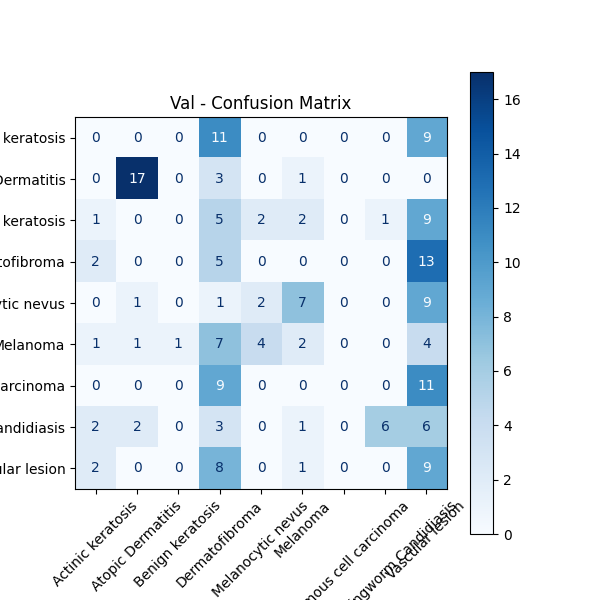 Val - Confusion Matrix
keratosis 0 0 0 11 0 0 0 0 9
Dermatitis 0 17 0 3 0 1 0 0 0
keratosis 1 0 0 5 2 2 0 1 9
tofibroma 2 0 0 5 0 0 0 0 13
tic nevus 0 1 0 1 2 7 0 0 9
Melanoma 1 1 1 7 4 2 0 0 4
arcinoma 0 0 0 9 0 0 0 0 11
andidiasis 2 2 0 3 0 1 0 6 6
ular lesion 2 0 0 8 0 1 0 0 9
Actinic keratosis
Atopic Dermatitis
Benign keratosis
Dermatofibroma
Melanocytic nevus
Melanoma
mous cell carcinoma
ingworm Candidiasis
Vascular lesion
16
14
12
10
8
6
4
2
0